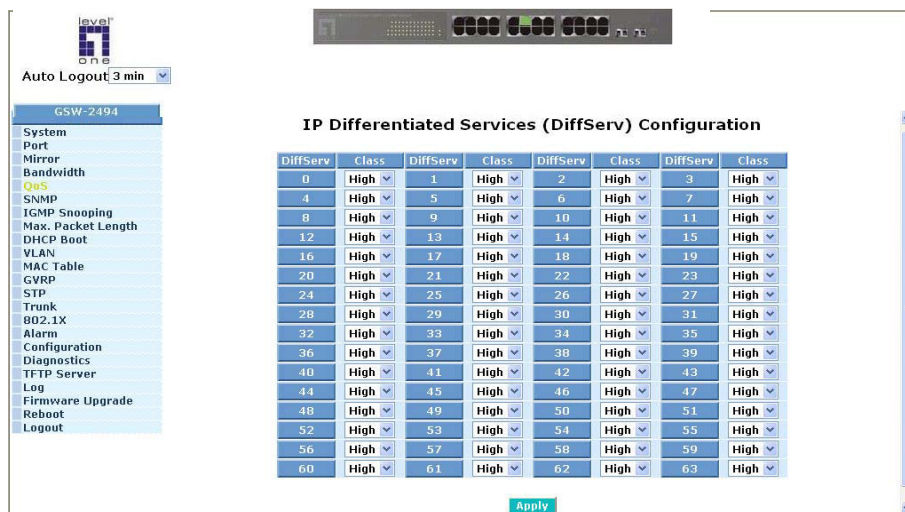 level
one
Auto Logout 3 min
GSW-2494
System
Port
Mirror
Bandwidth
QoS
SNMP
IGMP Snooping
Max. Packet Length
DHCP Boot
VLAN
MAC Table
GVRP
STP
Trunk
802.1X
Alarm
Configuration
Diagnostics
TFTP Server
Log
Firmware Upgrade
Reboot
Logout
IP Differentiated Services (DiffServ) Configuration
DiffServ Class DiffServ Class DiffServ Class DiffServ Class
0 High 1 High 2 High 3 High
4 High 5 High 6 High 7 High
8 High 9 High 10 High 11 High
12 High 13 High 14 High 15 High
16 High 17 High 18 High 19 High
20 High 21 High 22 High 23 High
24 High 25 High 26 High 27 High
28 High 29 High 30 High 31 High
32 High 33 High 34 High 35 High
36 High 37 High 38 High 39 High
40 High 41 High 42 High 43 High
44 High 45 High 46 High 47 High
48 High 49 High 50 High 51 High
52 High 53 High 54 High 55 High
56 High 57 High 58 High 59 High
60 High 61 High 62 High 63 High
Apply